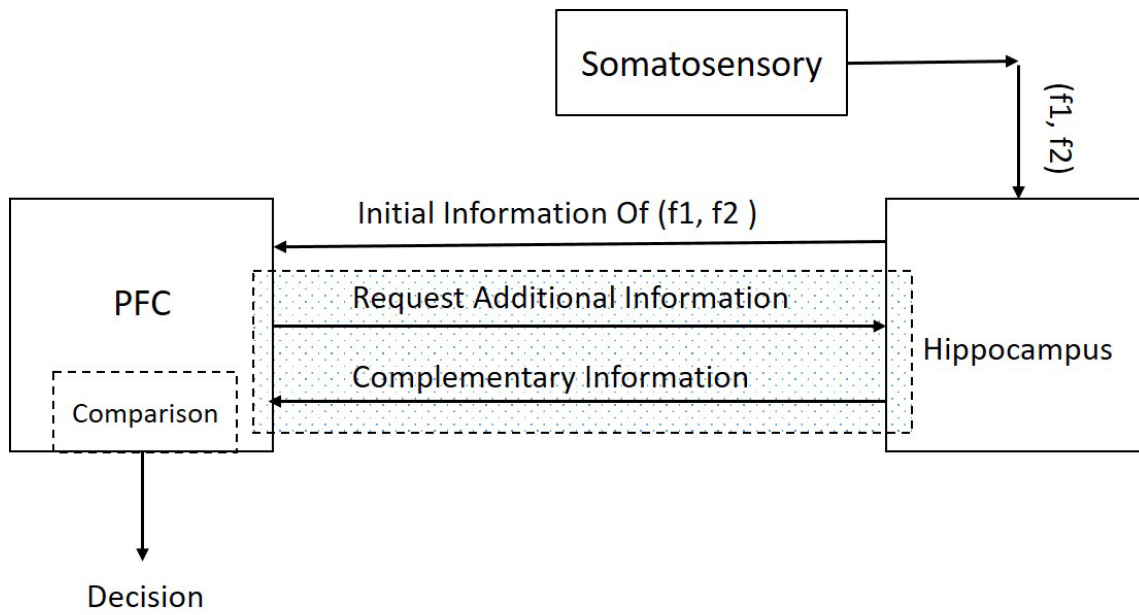 Somatosensory
(f1, f2)
Initial Information Of (f1, f2 )
PFC
Request Additional Information
Hippocampus
Complementary Information
Comparison
Decision